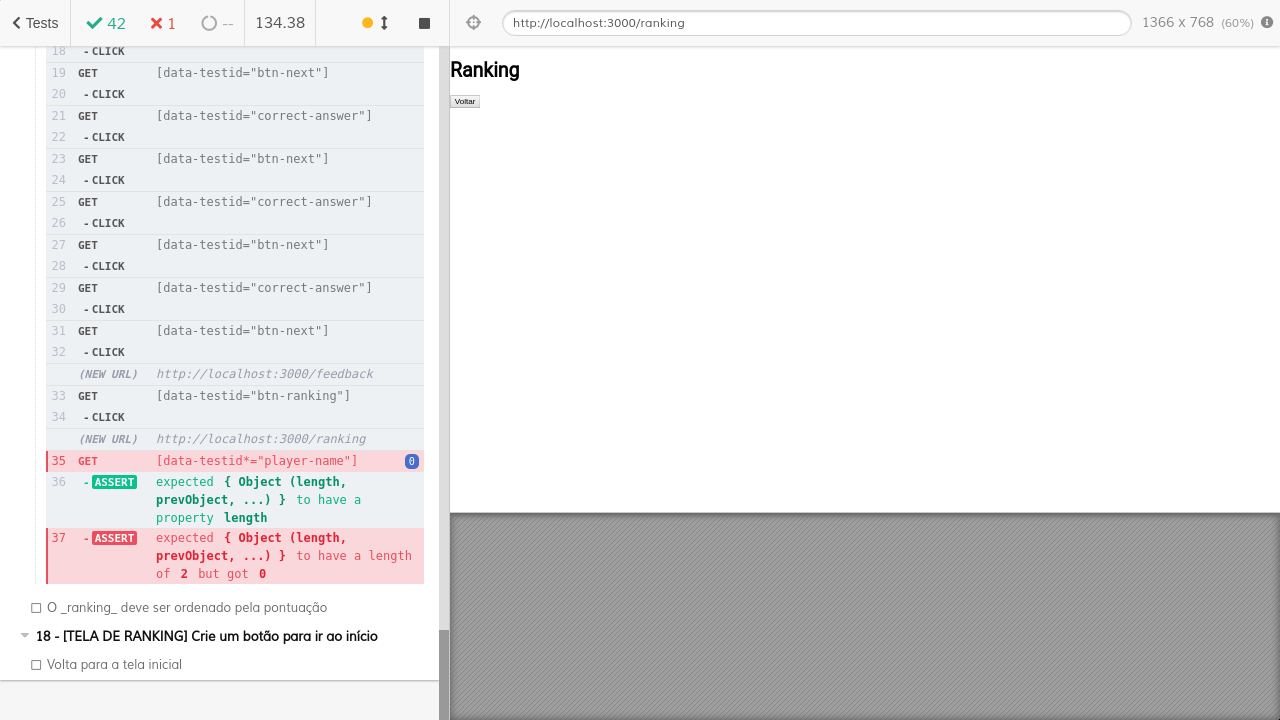 Tests 42 1 -- 134.38
http://localhost:3000/ranking 1366 x 768 (60%)
18 - CLICK
19 GET [data-testid="btn-next"]
20 - CLICK
21 GET [data-testid="correct-answer"]
22 - CLICK
23 GET [data-testid="btn-next"]
24 - CLICK
25 GET [data-testid="correct-answer"]
26 - CLICK
27 GET [data-testid="btn-next"]
28 - CLICK
29 GET [data-testid="correct-answer"]
30 - CLICK
31 GET [data-testid="btn-next"]
32 - CLICK
(NEW URL) http://localhost:3000/feedback
33 GET [data-testid="btn-ranking"]
34 - CLICK
(NEW URL) http://localhost:3000/ranking
35 GET [data-testid*="player-name"] 0
36 - ASSERT expected { Object (length,
prevObject, ...) } to have a
property length
37 - ASSERT expected { Object (length,
prevObject, ...) } to have a length
of 2 but got 0
O _ranking_ deve ser ordenado pela pontuação
18 - [TELA DE RANKING] Crie um botão para ir ao início
Volta para a tela inicial
Ranking
Voltar